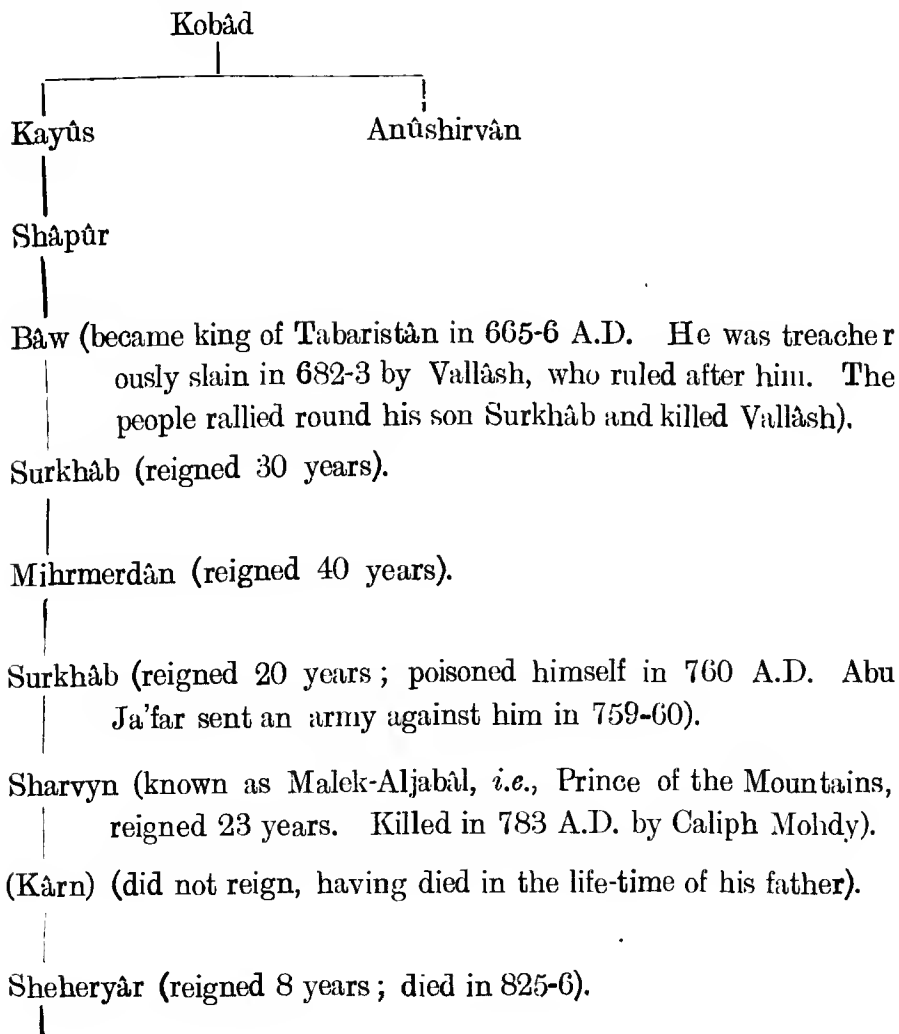 Kobâd
Kayûs Anûshirvân
Shâpûr
Bâw (became king of Tabaristân in 665-6 A.D. He was treacher
ously slain in 682-3 by Vallâsh, who ruled after him. The
people rallied round his son Surkhâb and killed Vallâsh).
Surkhâb (reigned 30 years).
Mihrmerdân (reigned 40 years).
Surkhâb (reigned 20 years; poisoned himself in 760 A.D. Abu
Ja'far sent an army against him in 759-60).
Sharvyn (known as Malek-Aljabâl, i.e., Prince of the Mountains,
reigned 23 years. Killed in 783 A.D. by Caliph Mohdy).
(Kârn) (did not reign, having died in the life-time of his father).
Sheheryâr (reigned 8 years; died in 825-6).